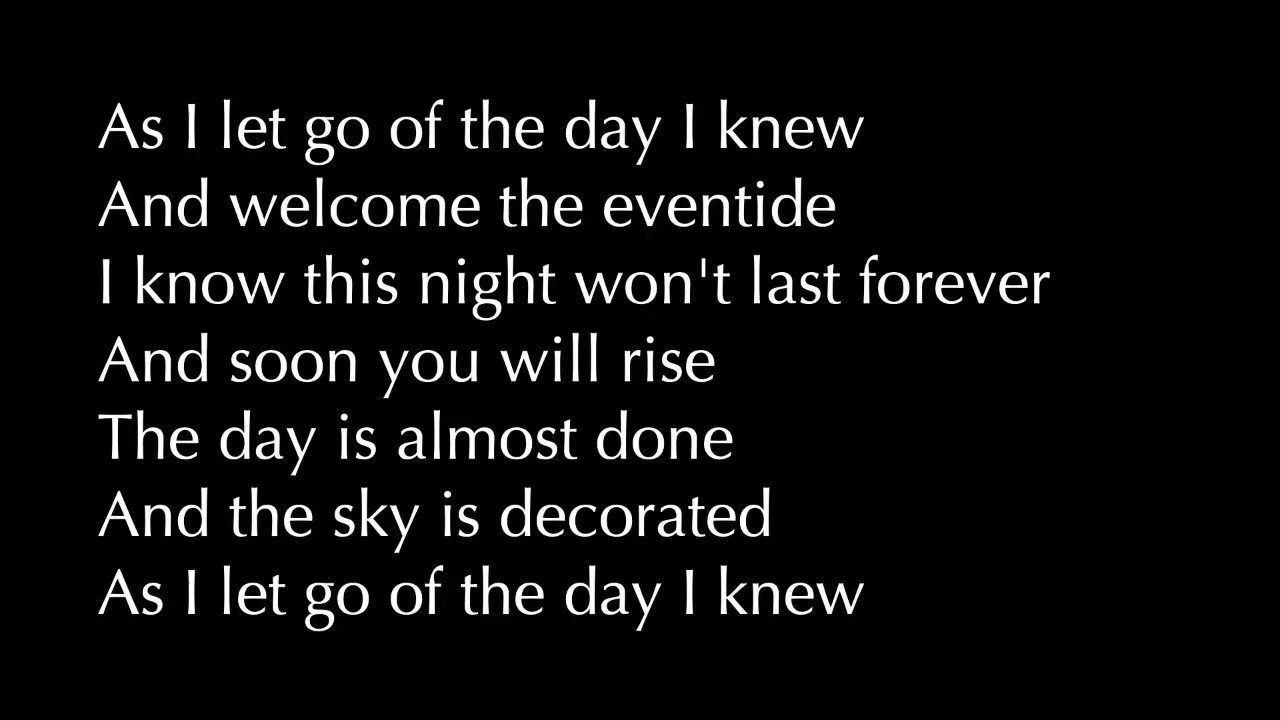 As I let go of the day I knew
And welcome the eventide
I know this night won't last forever
And soon you will rise
The day is almost done
And the sky is decorated
As I let go of the day I knew